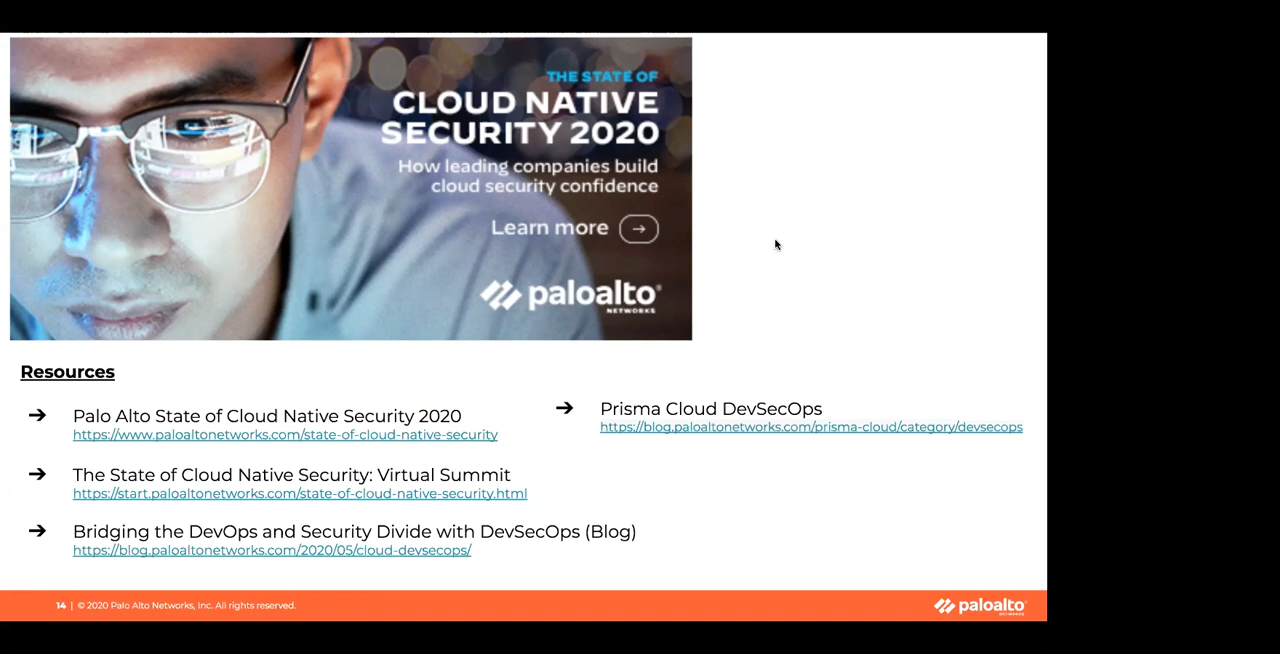 THE STATE OF
CLOUD NATIVE
SECURITY 2020
How leading companies build
cloud security confidence
Learn more →
paloalto®
NETWORKS
Resources
➔ Palo Alto State of Cloud Native Security 2020
https://www.paloaltonetworks.com/state-of-cloud-native-security
➔ The State of Cloud Native Security: Virtual Summit
https://start.paloaltonetworks.com/state-of-cloud-native-security.html
➔ Bridging the DevOps and Security Divide with DevSecOps (Blog)
https://blog.paloaltonetworks.com/2020/05/cloud-devsecops/
➔ Prisma Cloud DevSecOps
https://blog.paloaltonetworks.com/prisma-cloud/category/devsecops
14 | © 2020 Palo Alto Networks, Inc. All rights reserved.
paloalto®
NETWORKS